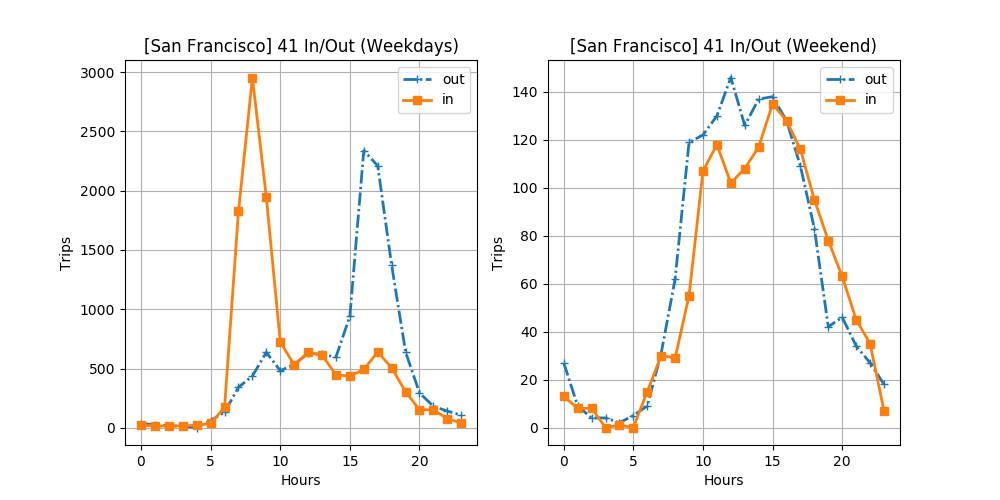 [San Francisco] 41 In/Out (Weekdays)
3000
2500
2000
1500
1000
500
0
Trips
0 5 10 15 20
Hours
out
in
[San Francisco] 41 In/Out (Weekend)
140
120
100
80
60
40
20
0
Trips
0 5 10 15 20
Hours
out
in